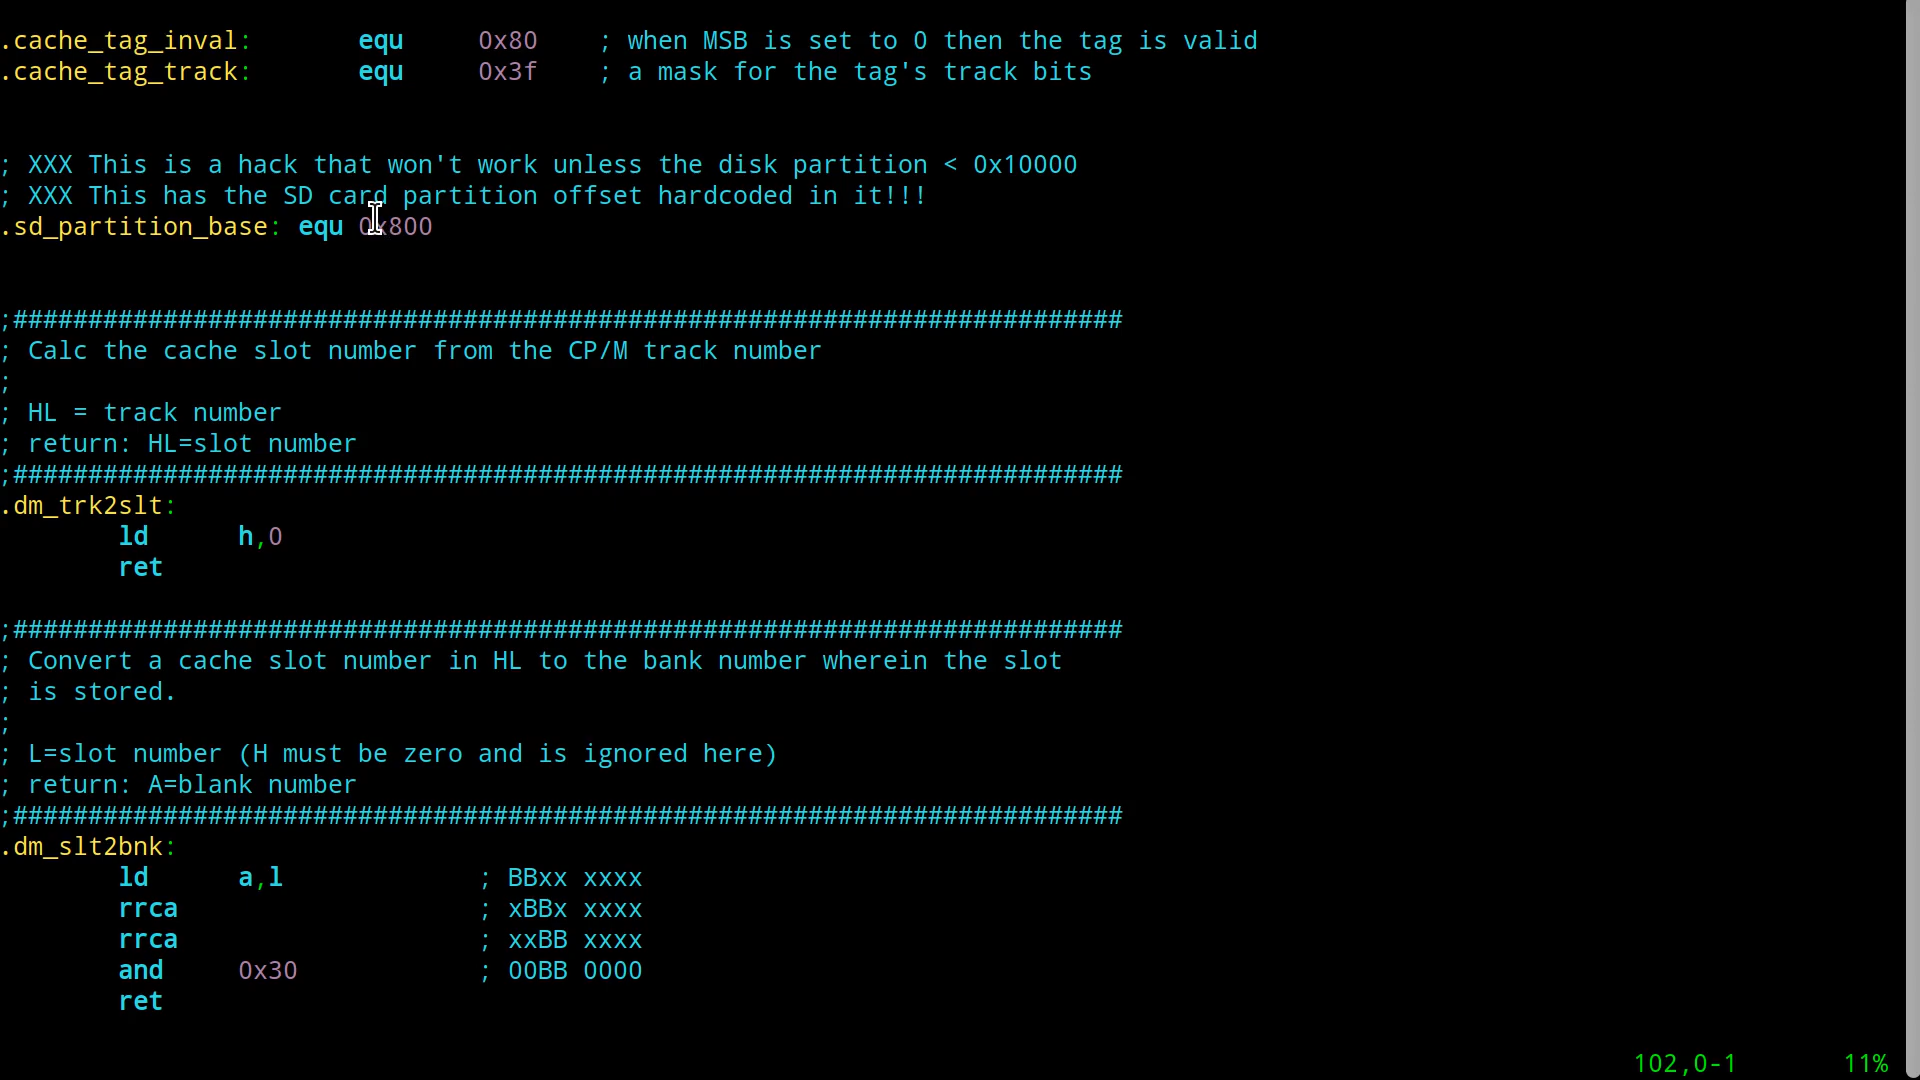 .cache_tag_inval:       equ     0x80    ; when MSB is set to 0 then the tag is valid
.cache_tag_track:       equ     0x3f    ; a mask for the tag's track bits
; XXX This is a hack that won't work unless the disk partition < 0x10000
; XXX This has the SD card partition offset hardcoded in it!!!
.sd_partition_base: equ 0x800
;##########################################################################
; Calc the cache slot number from the CP/M track number
;
; HL = track number
; return: HL=slot number
;##########################################################################
.dm_trk2slt:
        ld      h,0
        ret
;##########################################################################
; Convert a cache slot number in HL to the bank number wherein the slot
; is stored.
;
; L=slot number (H must be zero and is ignored here)
; return: A=blank number
;##########################################################################
.dm_slt2bnk:
        ld      a,l             ; BBxx xxxx
        rrca                    ; xBBx xxxx
        rrca                    ; xxBB xxxx
        and     0x30            ; 00BB 0000
        ret
102,0-1       11%